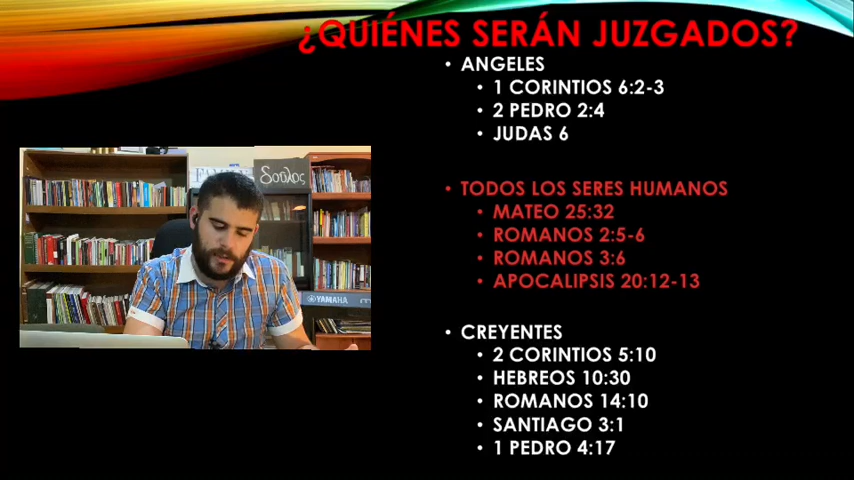 ¿QUIÉNES SERÁN JUZGADOS?
• ANGELES
• 1 CORINTIOS 6:2-3
• 2 PEDRO 2:4
• JUDAS 6
• TODOS LOS SERES HUMANOS
• MATEO 25:32
• ROMANOS 2:5-6
• ROMANOS 3:6
• APOCALIPSIS 20:12-13
• CREYENTES
• 2 CORINTIOS 5:10
• HEBREOS 10:30
• ROMANOS 14:10
• SANTIAGO 3:1
• 1 PEDRO 4:17
δούλος
YAMAHA